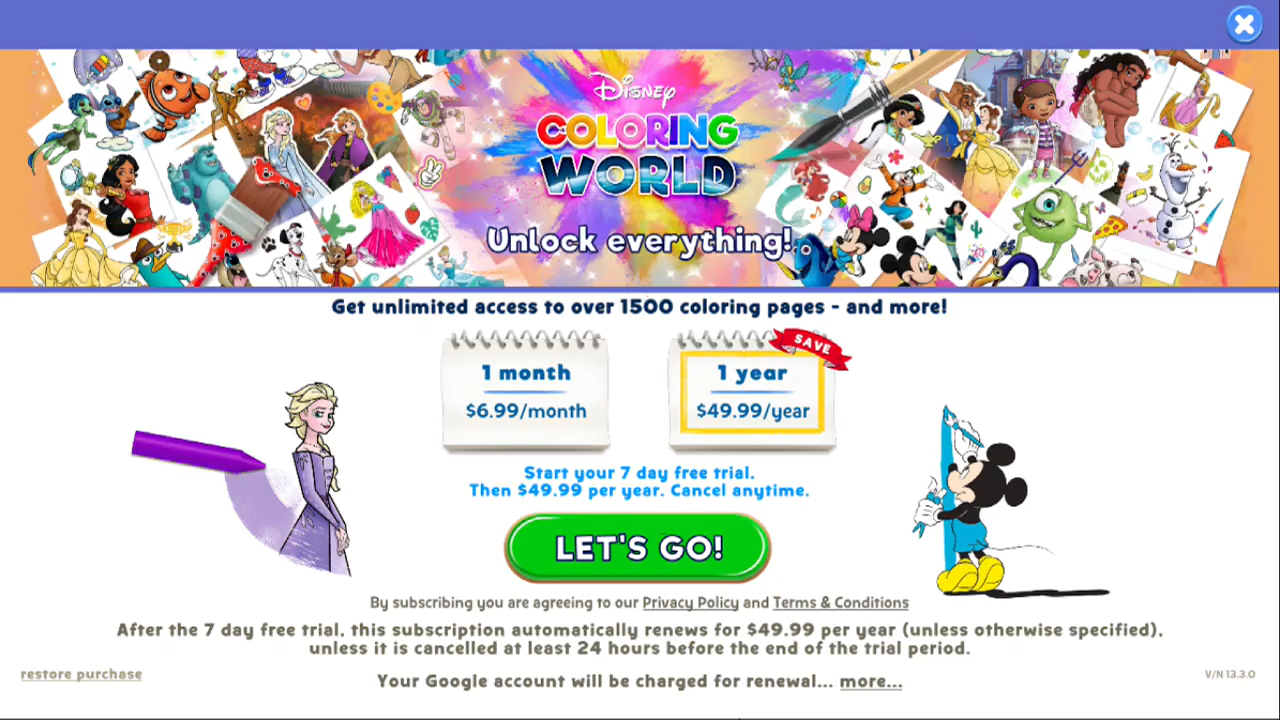 Disney
COLORING
WORLD
Unlock everything!
Get unlimited access to over 1500 coloring pages - and more!
SAVE
1 month
1 year
$6.99/month
$49.99/year
Start your 7 day free trial.
Then $49.99 per year. Cancel anytime.
LET'S GO!
By subscribing you are agreeing to our Privacy Policy and Terms & Conditions
After the 7 day free trial, this subscription automatically renews for $49.99 per year (unless otherwise specified),
unless it is cancelled at least 24 hours before the end of the trial period.
restore purchase
V/N 13.3.0
Your Google account will be charged for renewal... more...